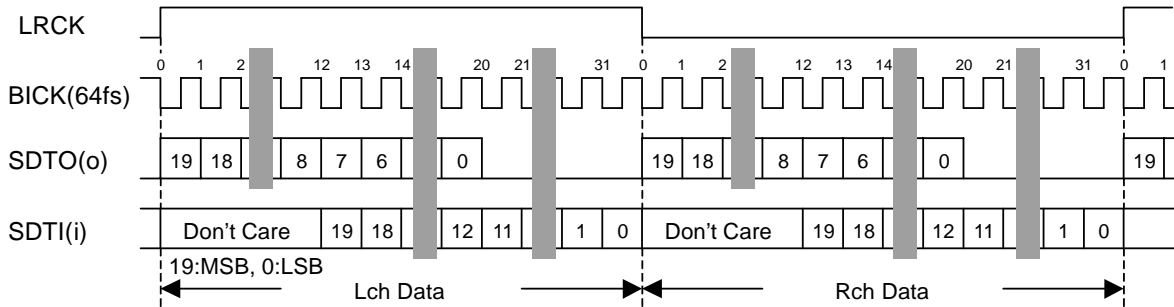 LRCK
0 1 2 12 13 14 20 21 31 0 1 2 12 13 14 20 21 31 0 1
BICK(64fs)
SDTO(o) 19 18 8 7 6 0 19 18 8 7 6 0 19
SDTI(i) Don't Care 19 18 12 11 1 0 Don't Care 19 18 12 11 1 0
19:MSB, 0:LSB
Lch Data Rch Data